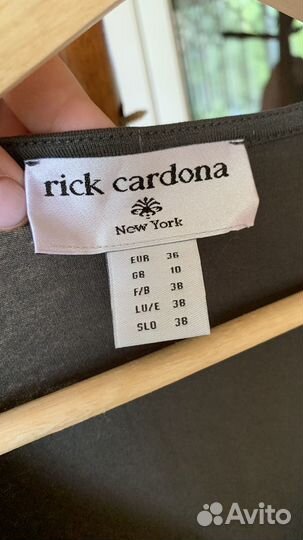 rick cardona
New York
EUR 36
GB 10
F/B 38
LU/E 38
SLO 38
Avito